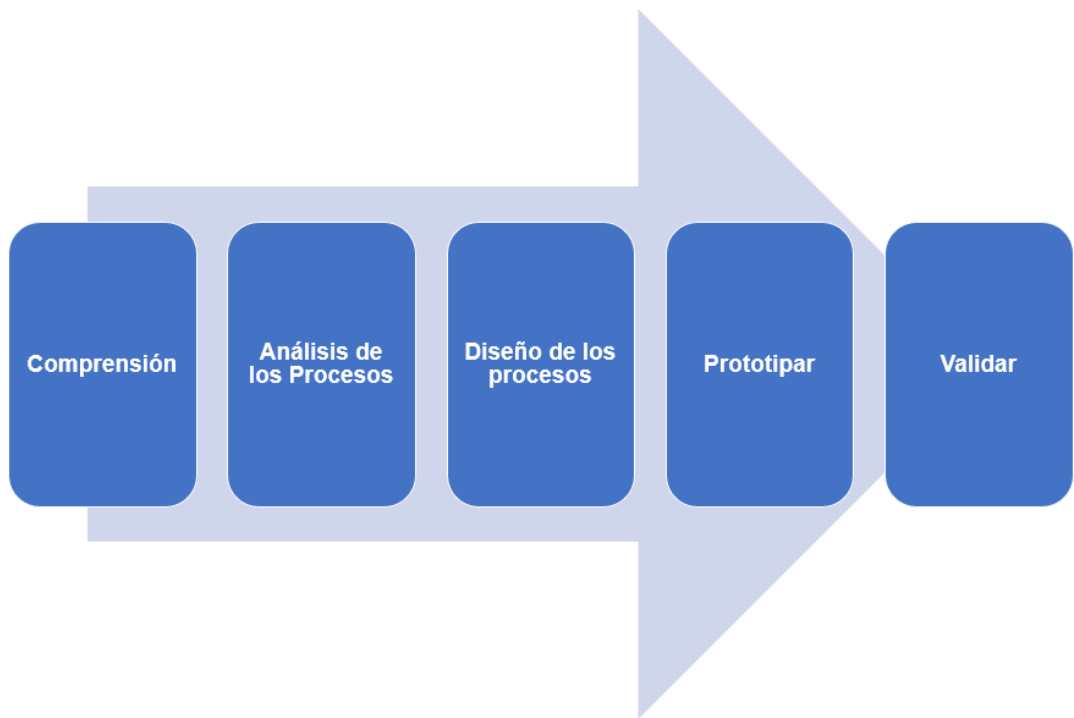 Comprensión
Análisis de
los Procesos
Diseño de los
procesos
Prototipar
Validar